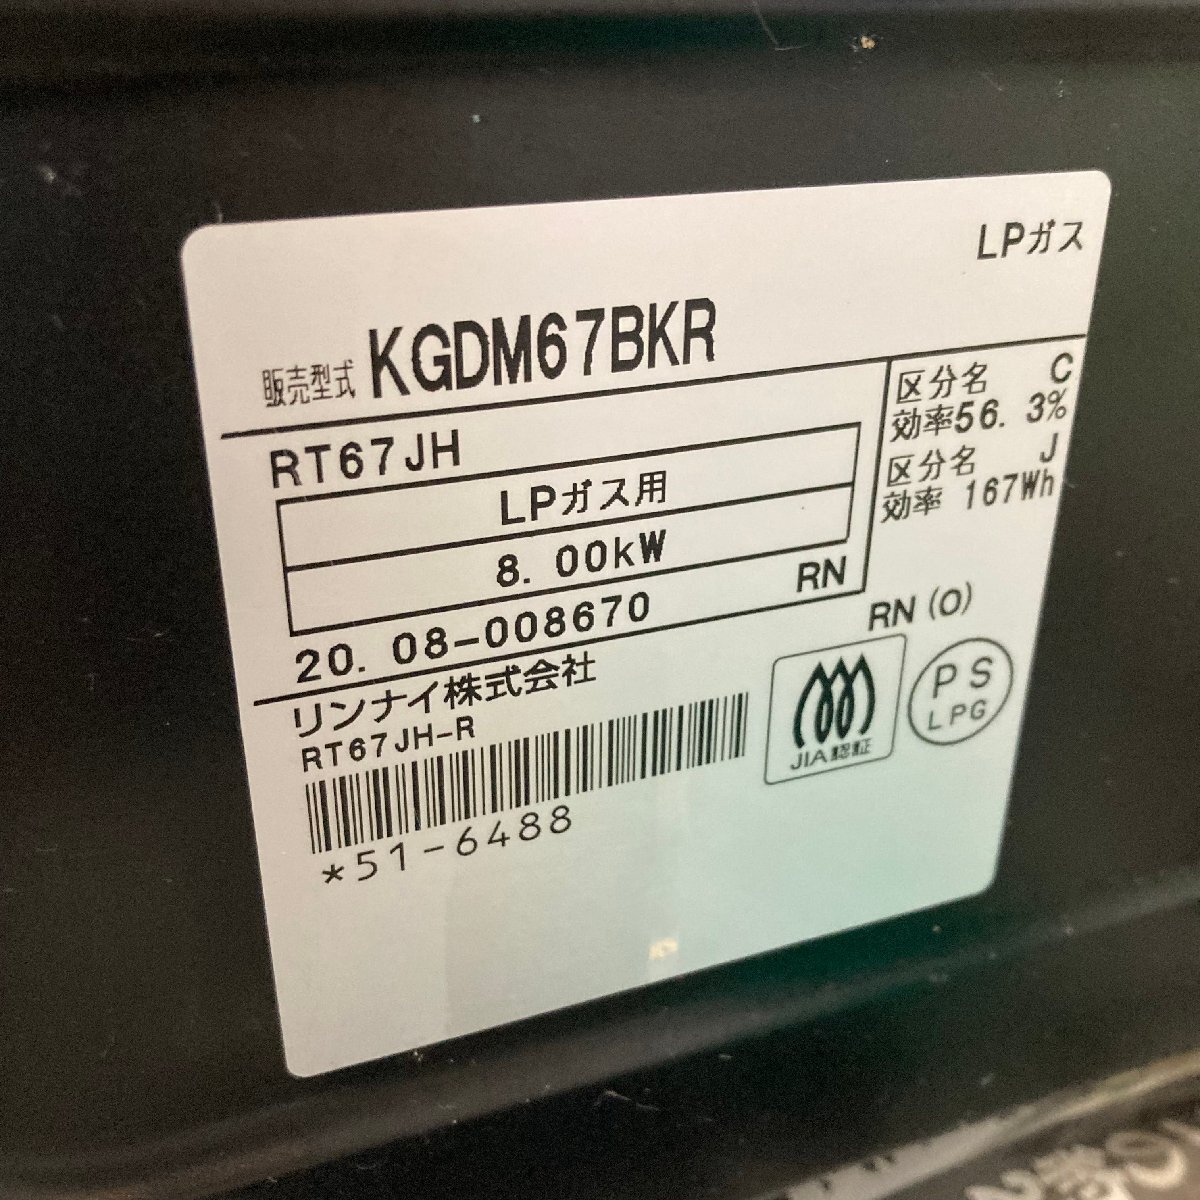 LPガス
販売型式 KGDM67BKR
RT67JH
LPガス用
8.00kW
20.08-008670 RN
区分名 C
効率56.3%
区分名 J
効率 167Wh
RN(O)
リンナイ株式会社
RT67JH-R
*51-6488
JIA認証
PS
LPG